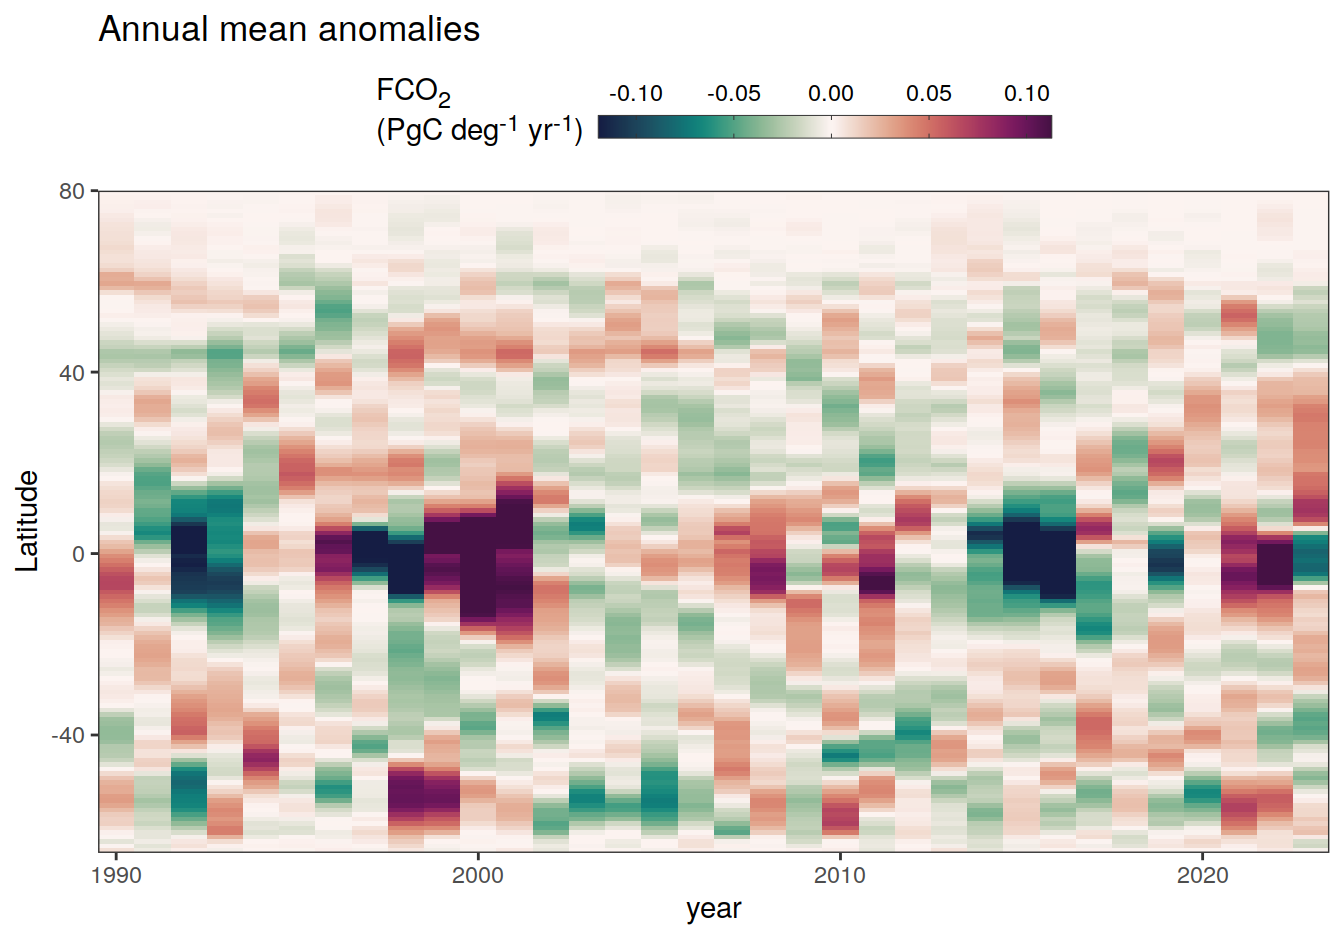 Annual mean anomalies
FCO₂
(PgC deg⁻¹ yr⁻¹)
-0.10 -0.05 0.00 0.05 0.10
80
40
0
-40
Latitude
1990 2000 2010 2020
year